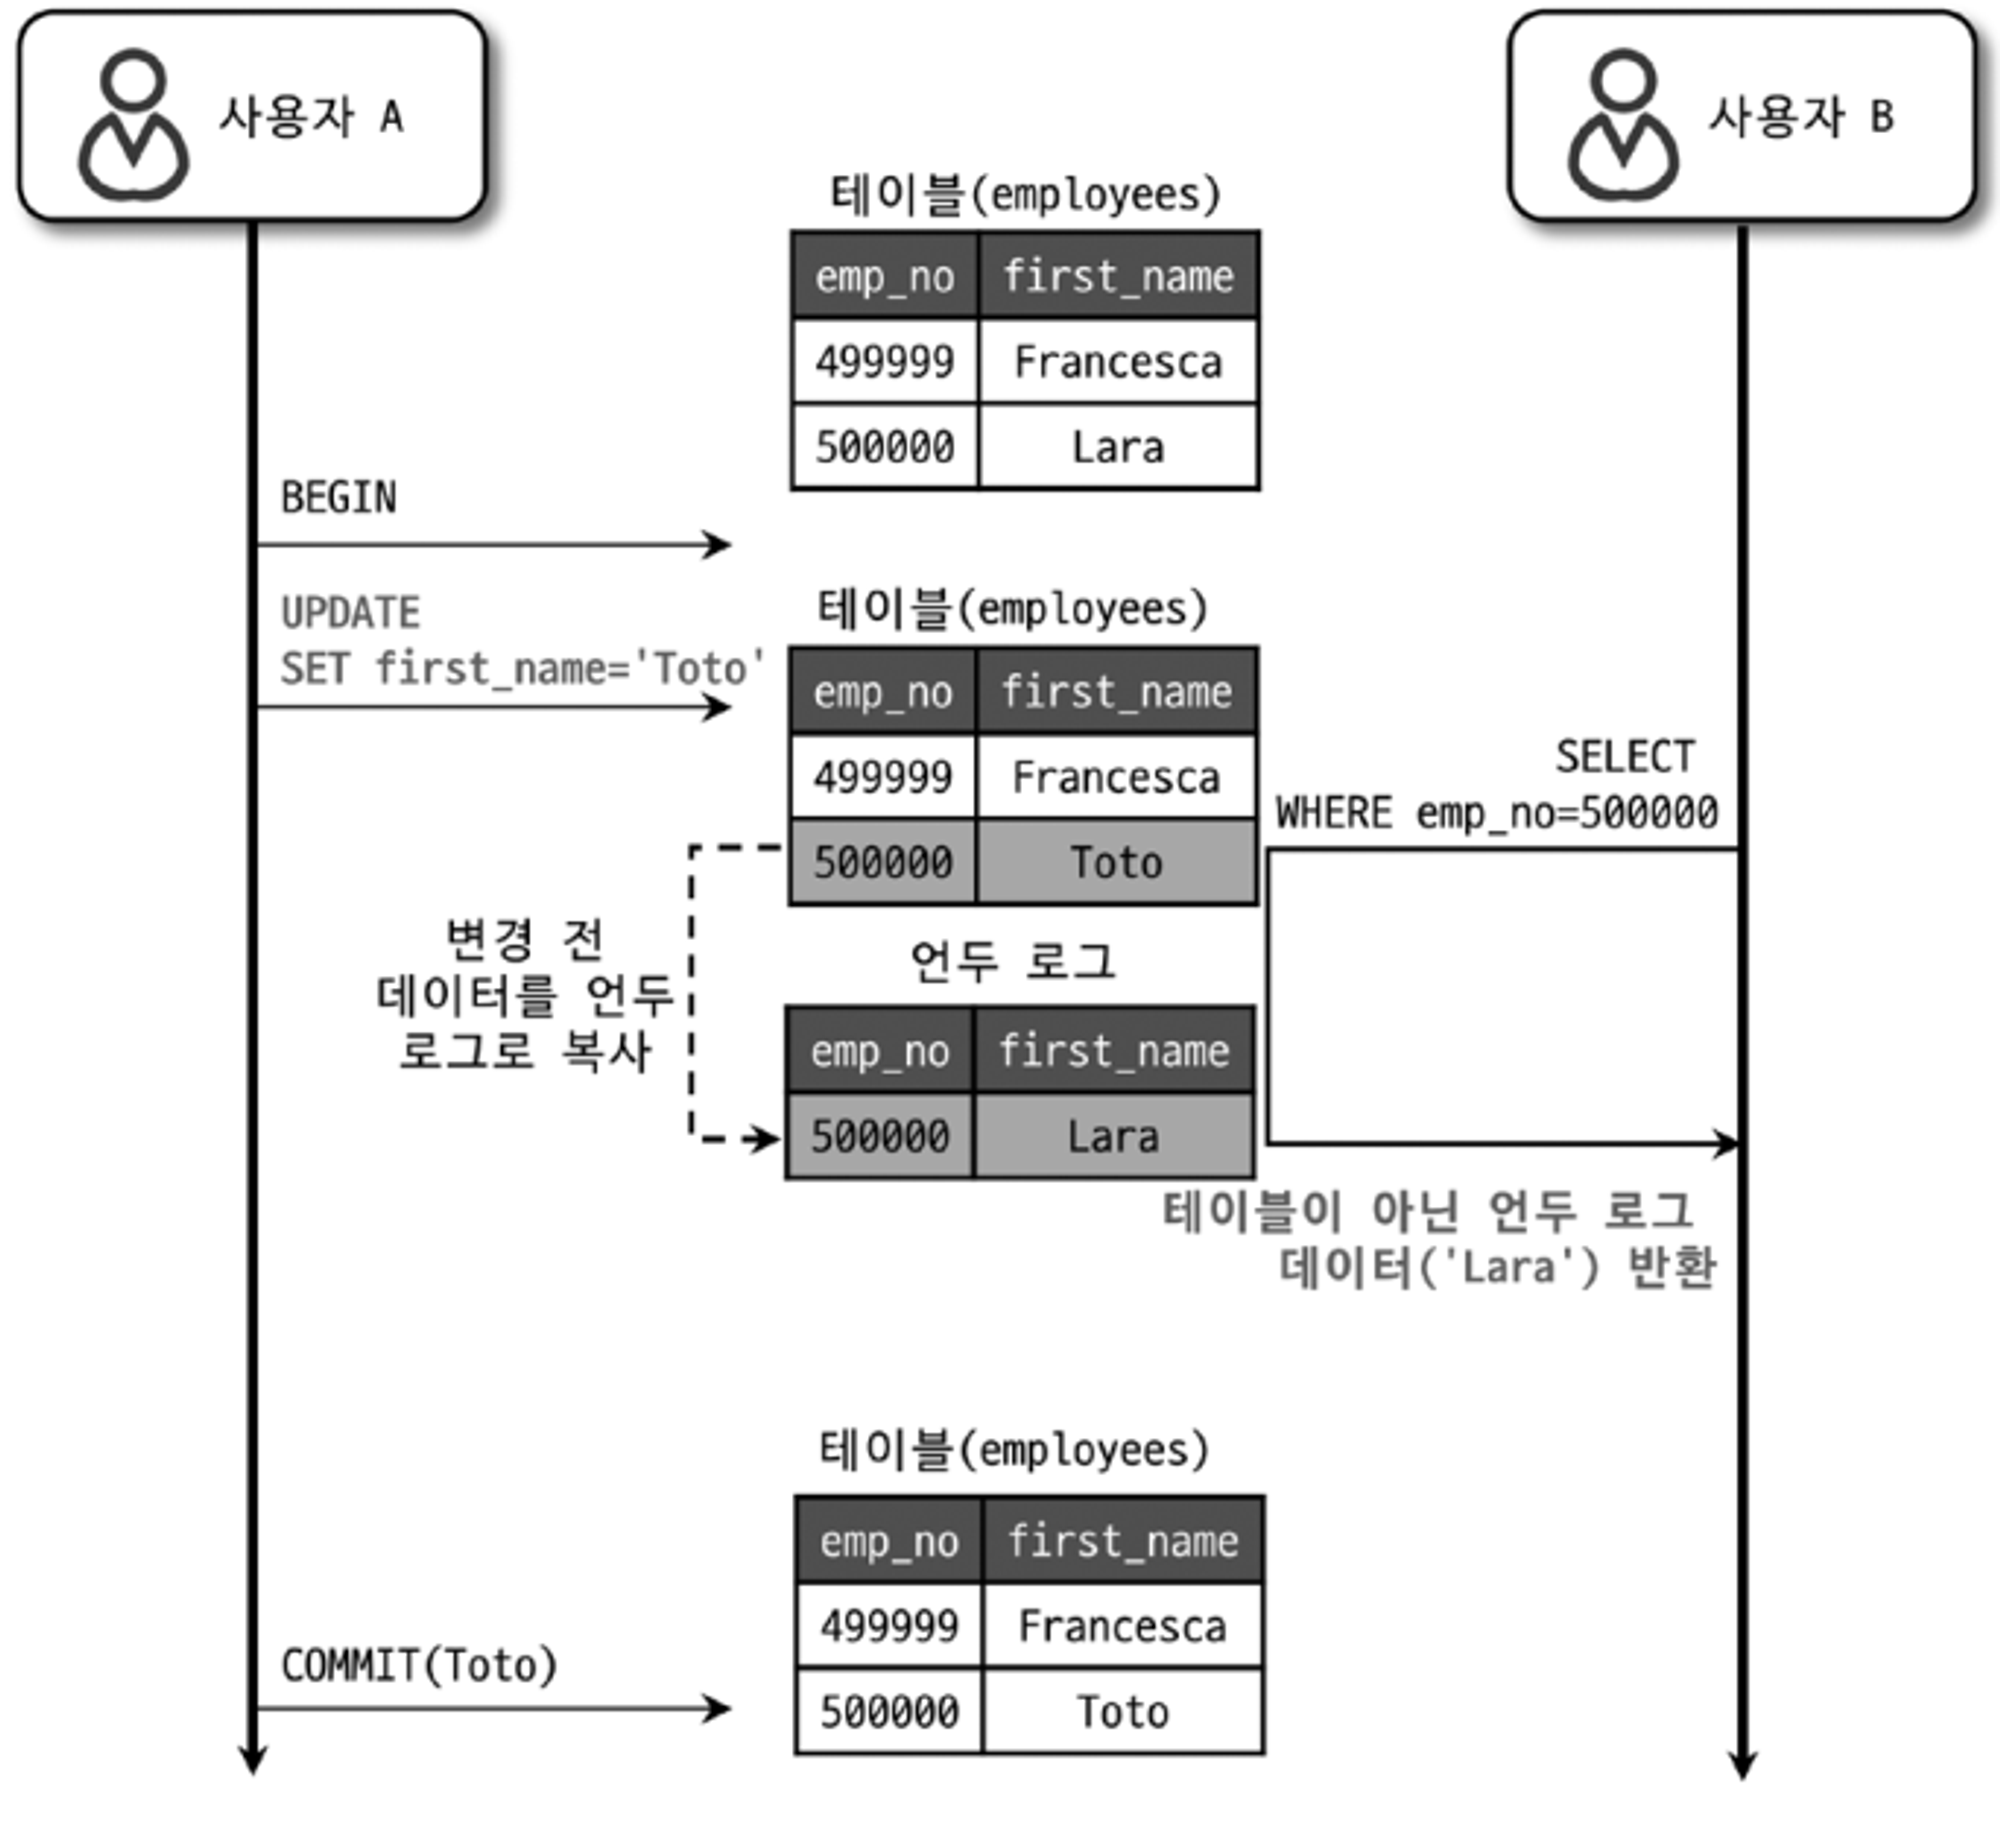 사용자 A
사용자 B
테이블(employees)
emp_no first_name
499999 Francesca
500000 Lara
BEGIN
UPDATE
SET first_name='Toto'
테이블(employees)
emp_no first_name
499999 Francesca
500000 Toto
SELECT
WHERE emp_no=500000
변경 전
데이터를 언두
로그로 복사
언두 로그
emp_no first_name
500000 Lara
테이블이 아닌 언두 로그
데이터('Lara') 반환
테이블(employees)
emp_no first_name
499999 Francesca
500000 Toto
COMMIT(Toto)